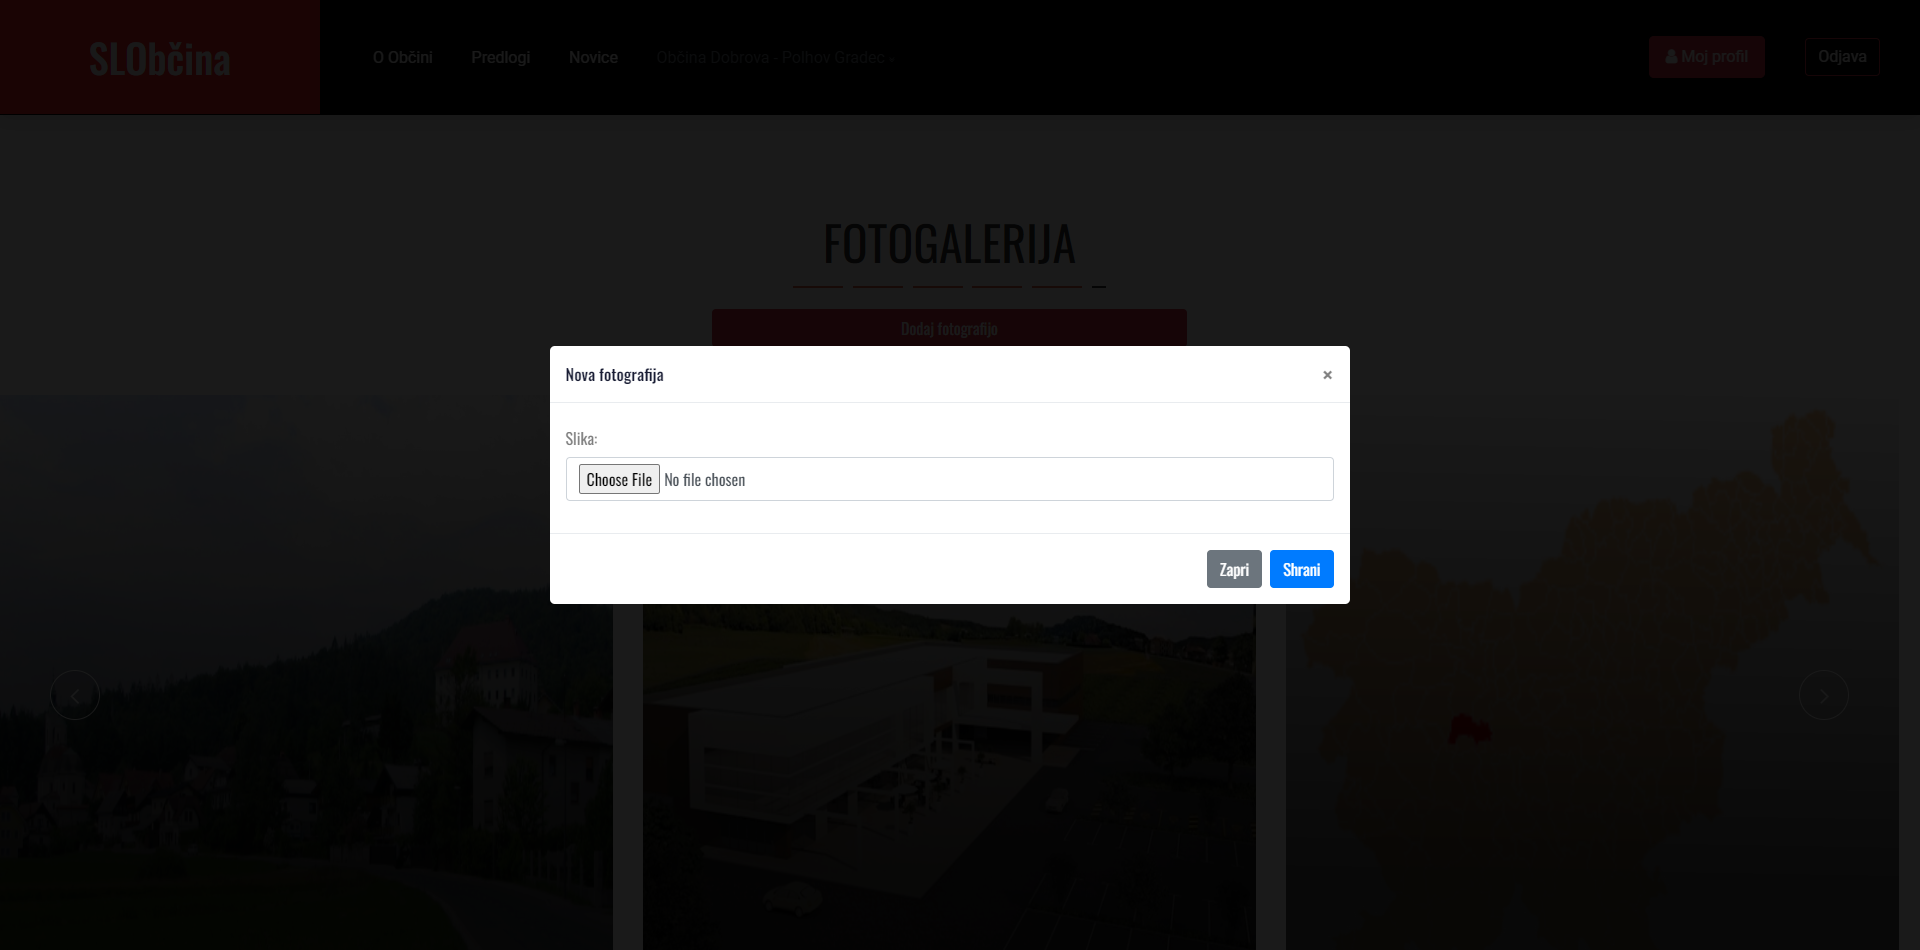 SLObčina
O Občini
Predlogi
Novice
Občina Dobrova - Polhov Gradec
Moj profil
Odjava
FOTOGALERIJA
Dodaj fotografijo
Nova fotografija
×
Slika:
Choose File No file chosen
Zapri
Shrani